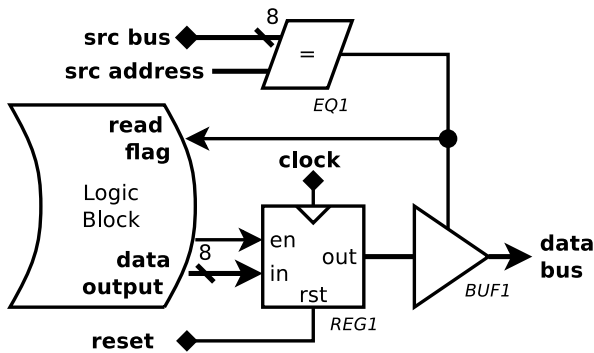 8
src bus
=
src address
EQ1
read
flag
clock
Logic
Block
en
8
data
output
in
out
rst
data
bus
BUF1
REG1
reset